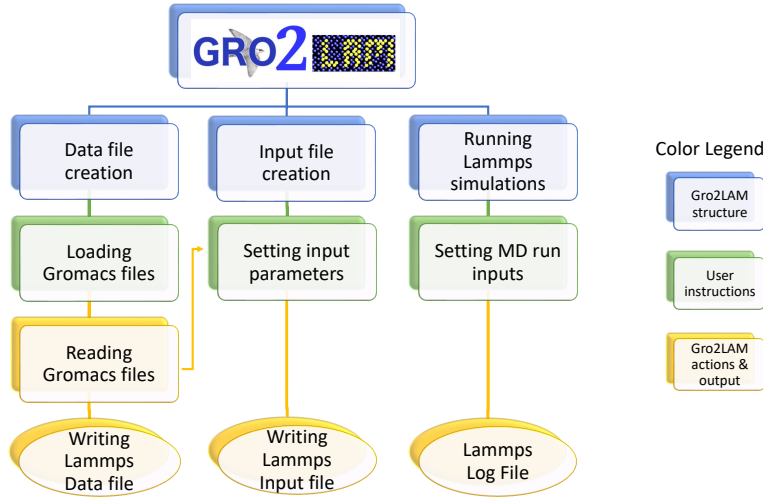 GRO2LAM
Data file
creation
Input file
creation
Running
Lammps
simulations
Loading
Gromacs files
Setting input
parameters
Setting MD run
inputs
Reading
Gromacs files
Writing
Lammps
Data file
Writing
Lammps
Input file
Lammps
Log File
Color Legend
Gro2LAM
structure
User
instructions
Gro2LAM
actions &
output